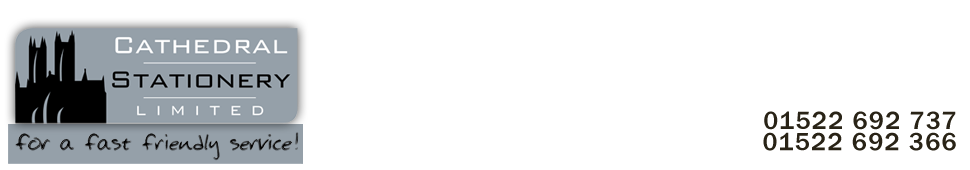 CATHEDRAL
STATIONERY
LIMITED
for a fast friendly service!
01522 692 737
01522 692 366